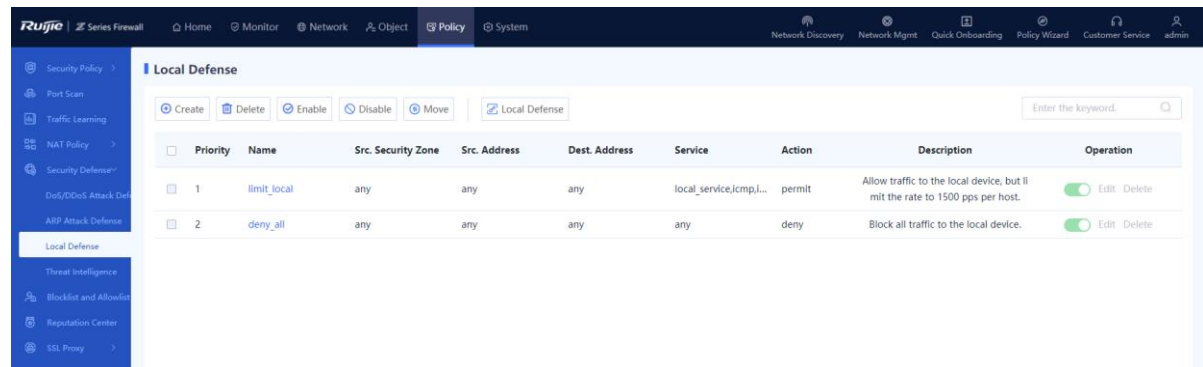 Ruijie | Z Series Firewall
Home Monitor Network Object Policy System
Network Discovery Network Mgmt Quick Onboarding Policy Wizard Customer Service admin
Security Policy >
Port Scan
Traffic Learning
NAT Policy >
Security Defense
DoS/DDoS Attack Defe
ARP Attack Defense
Local Defense
Threat Intelligence
Blocklist and Allowlist
Reputation Center
SSL Proxy >
Local Defense
Create Delete Enable Disable Move Local Defense
Enter the keyword.
Priority Name Src. Security Zone Src. Address Dest. Address Service Action Description Operation
1 limit_local any any any local_service,icmp,i... permit Allow traffic to the local device, but li
mit the rate to 1500 pps per host. Edit Delete
2 deny_all any any any any deny Block all traffic to the local device. Edit Delete